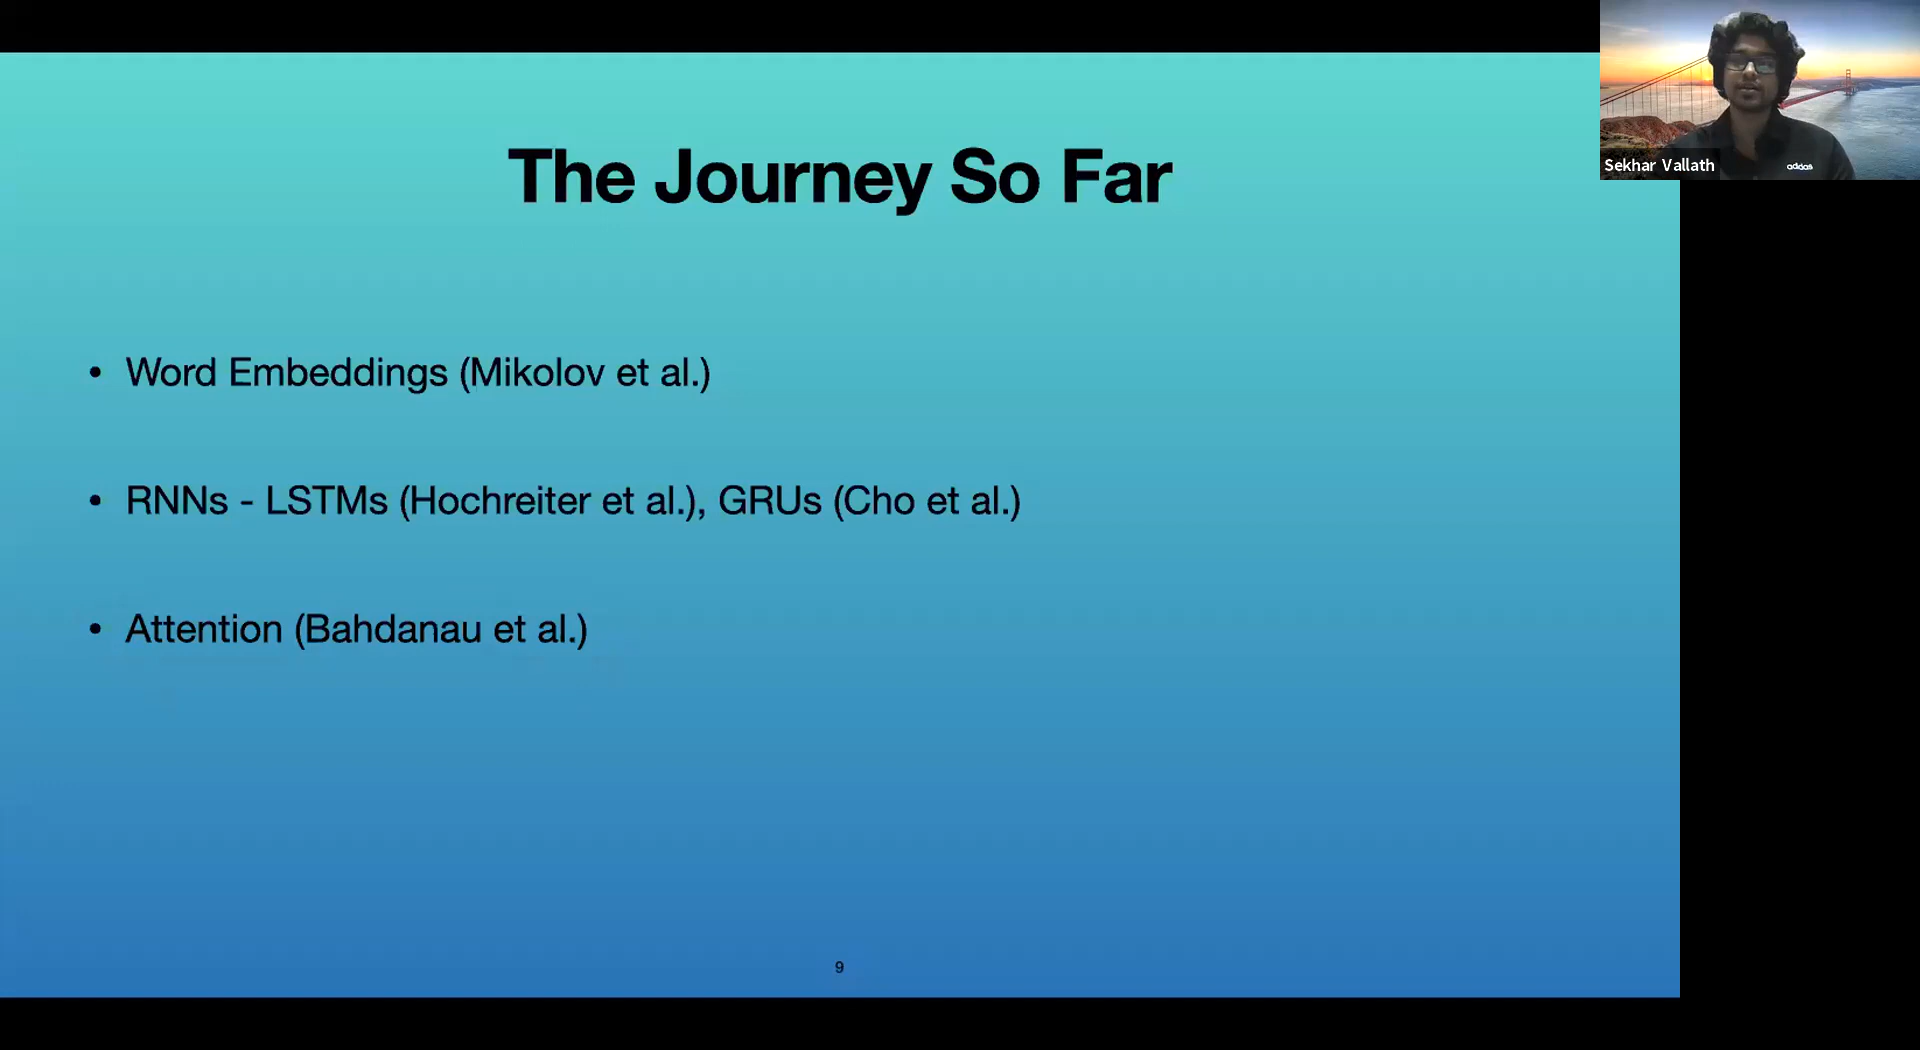 The Journey So Far
• Word Embeddings (Mikolov et al.)
• RNNs - LSTMs (Hochreiter et al.), GRUs (Cho et al.)
• Attention (Bahdanau et al.)
9
Sekhar Vallath
adidas